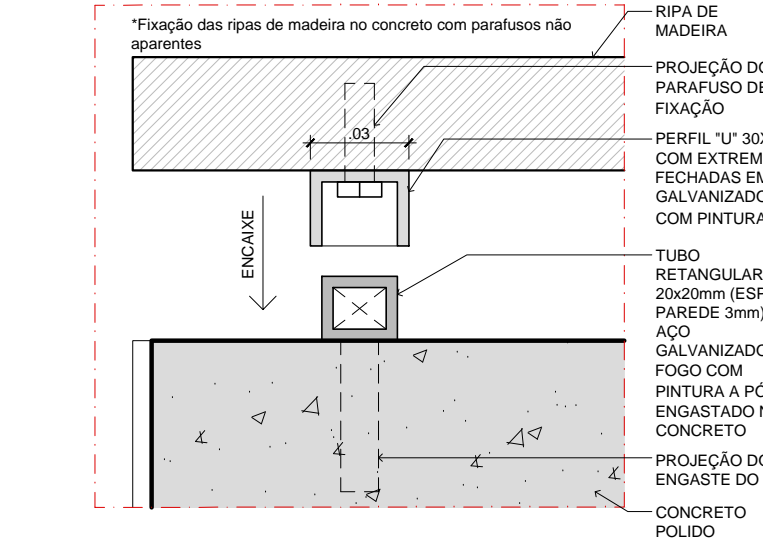 *Fixação das ripas de madeira no concreto com parafusos não
aparentes
RIPA DE
MADEIRA
PROJEÇÃO DO
PARAFUSO DE
FIXAÇÃO
.03
PERFIL "U" 30X
COM EXTREM
FECHADAS EM
GALVANIZADO
COM PINTURA
ENCAIXE
TUBO
RETANGULAR
20x20mm (ESP
PAREDE 3mm)
AÇO
GALVANIZADO
FOGO COM
PINTURA A PÓ
ENGASTADO N
CONCRETO
PROJEÇÃO DO
ENGASTE DO
CONCRETO
POLIDO